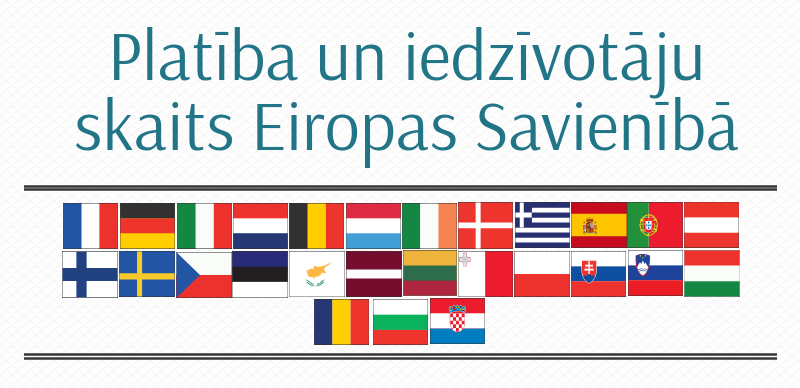 Platība un iedzīvotāju
skaits Eiropas Savienībā